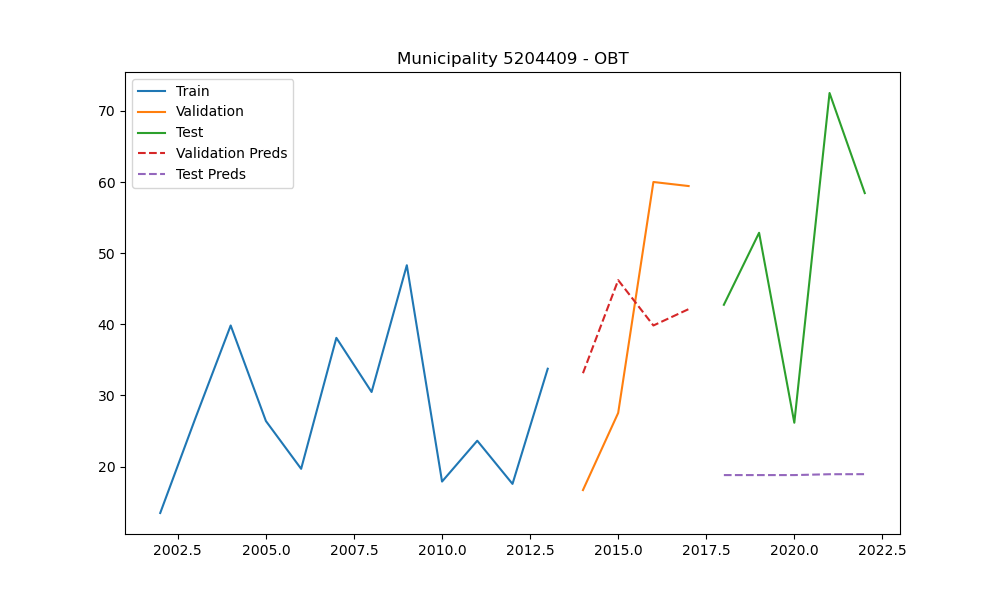 Municipality 5204409 - OBT
Train
Validation
Test
Validation Preds
Test Preds
70
60
50
40
30
20
2002.5 2005.0 2007.5 2010.0 2012.5 2015.0 2017.5 2020.0 2022.5